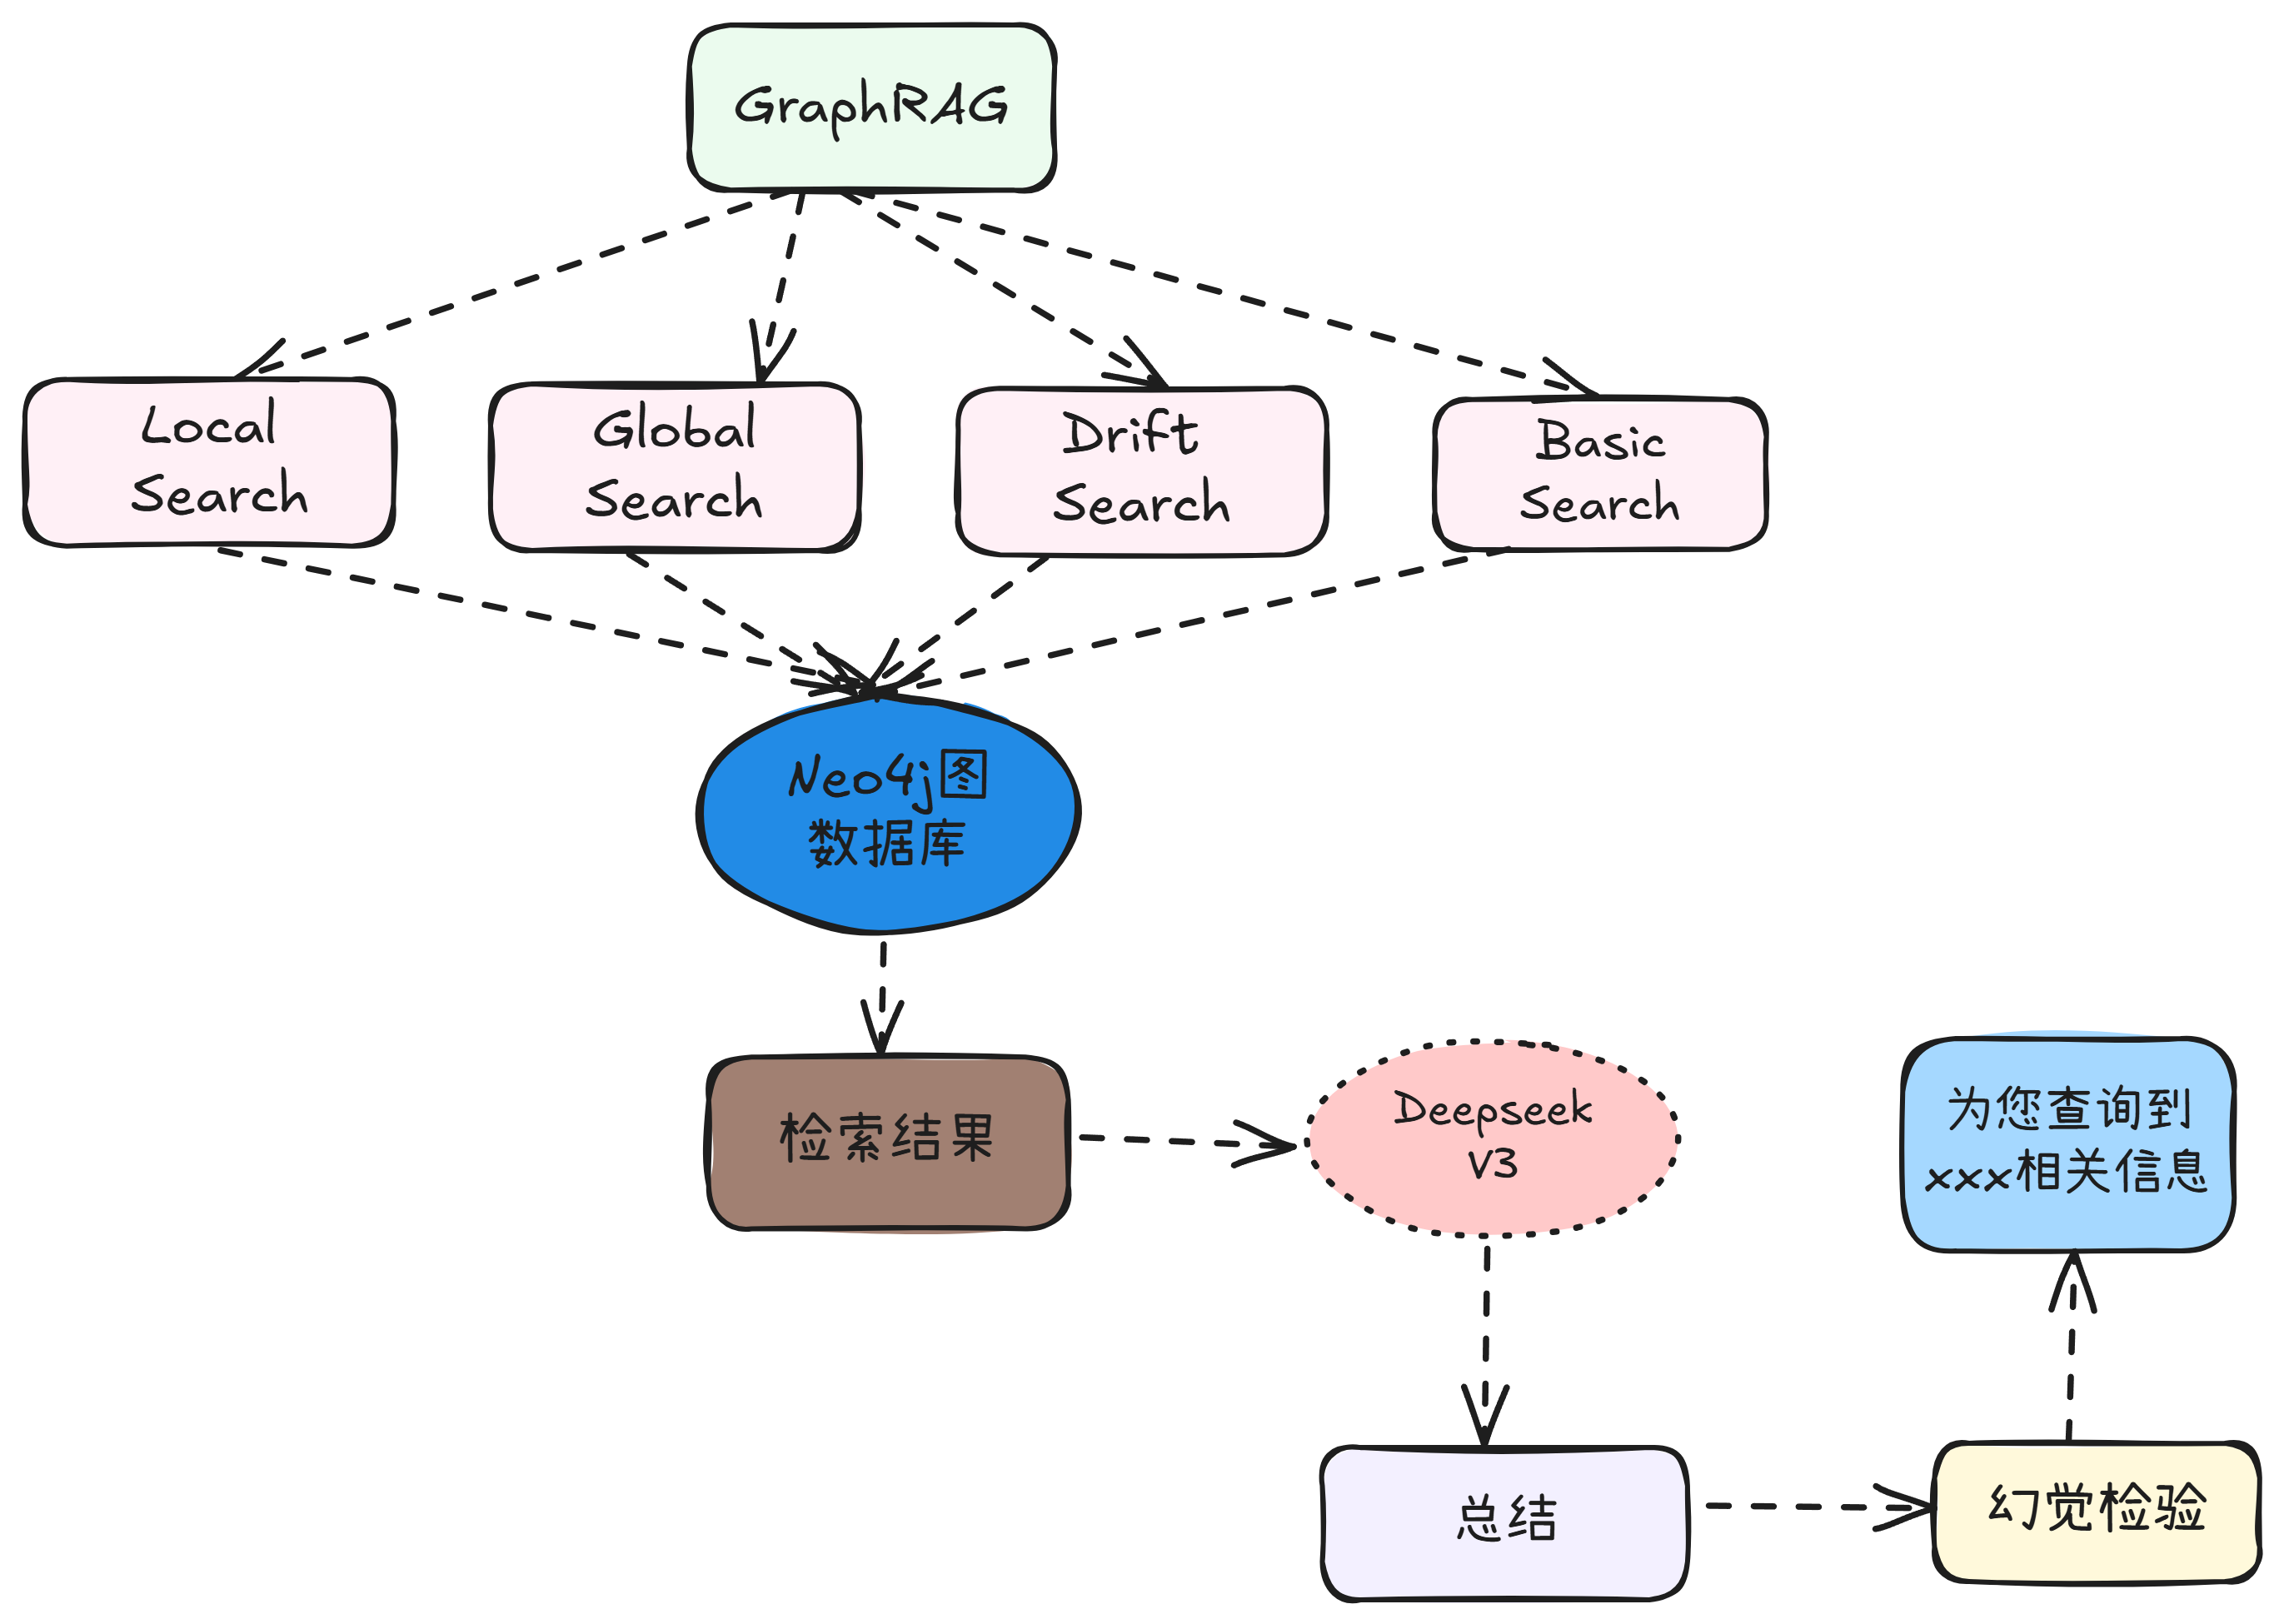 GraphRAG
Local
Search
Global
Search
Drift
Search
Basic
Search
Neo4j图
数据库
检索结果
Deepseek
V3
为您查询到
xxx相关信息
总结
幻觉检验